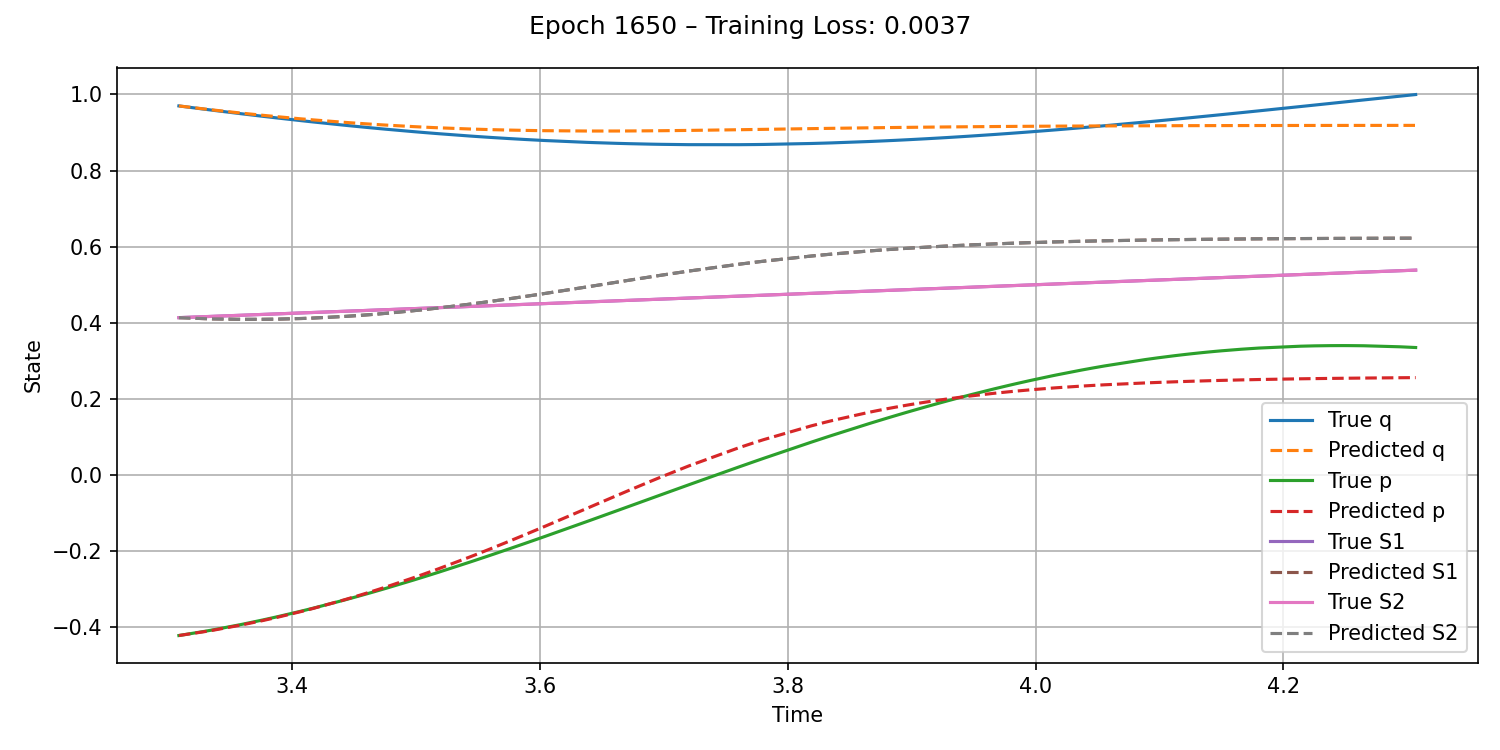 Epoch 1650 – Training Loss: 0.0037
1.0
0.8
0.6
0.4
0.2
0.0
−0.2
−0.4
State
3.4
3.6
3.8
4.0
4.2
Time
True q
Predicted q
True p
Predicted p
True S1
Predicted S1
True S2
Predicted S2